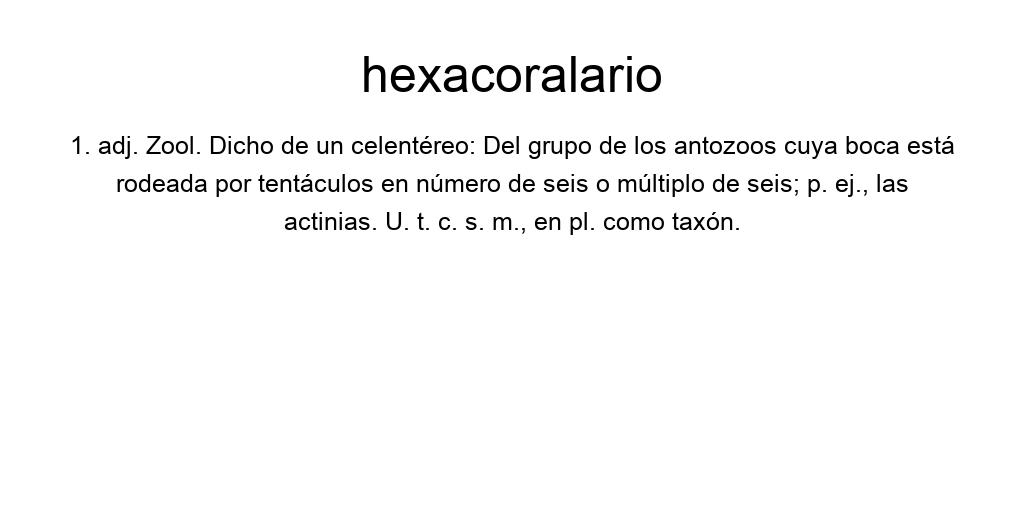 hexacoralario
1. adj. Zool. Dicho de un celentéreo: Del grupo de los antozoos cuya boca está
rodeada por tentáculos en número de seis o múltiplo de seis; p. ej., las
actinias. U. t. c. s. m., en pl. como taxón.